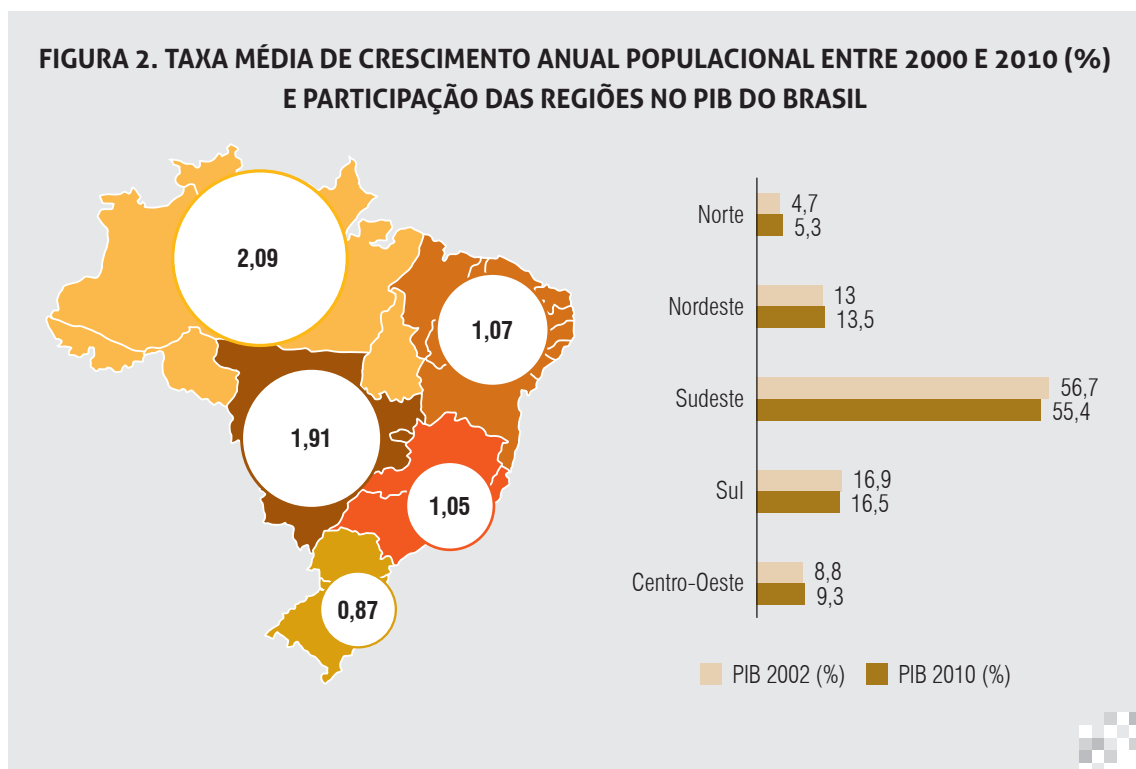 FIGURA 2. TAXA MÉDIA DE CRESCIMENTO ANUAL POPULACIONAL ENTRE 2000 E 2010 (%)
E PARTICIPAÇÃO DAS REGIÕES NO PIB DO BRASIL
2,09
1,07
1,91
1,05
0,87
Norte
4,7
5,3
Nordeste
13
13,5
Sudeste
56,7
55,4
Sul
16,9
16,5
Centro-Oeste
8,8
9,3
PIB 2002 (%) PIB 2010 (%)